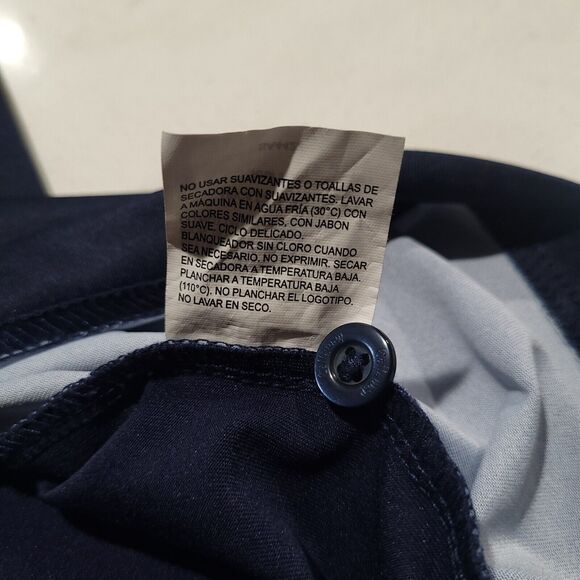 NO USAR SUAVIZANTES O TOALLAS DE
SECADORA CON SUAVIZANTES. LAVAR
A MÁQUINA EN AGUA FRÍA (30°C) CON
COLORES SIMILARES, CON JABON
SUAVE. CICLO DELICADO.
BLANQUEADOR SIN CLORO CUANDO
SEA NECESARIO, NO EXPRIMIR, SECAR
EN SECADORA A TEMPERATURA BAJA.
PLANCHAR A TEMPERATURA BAJA
(110°C). NO PLANCHAR EL LOGOTIPO.
NO LAVAR EN SECO.